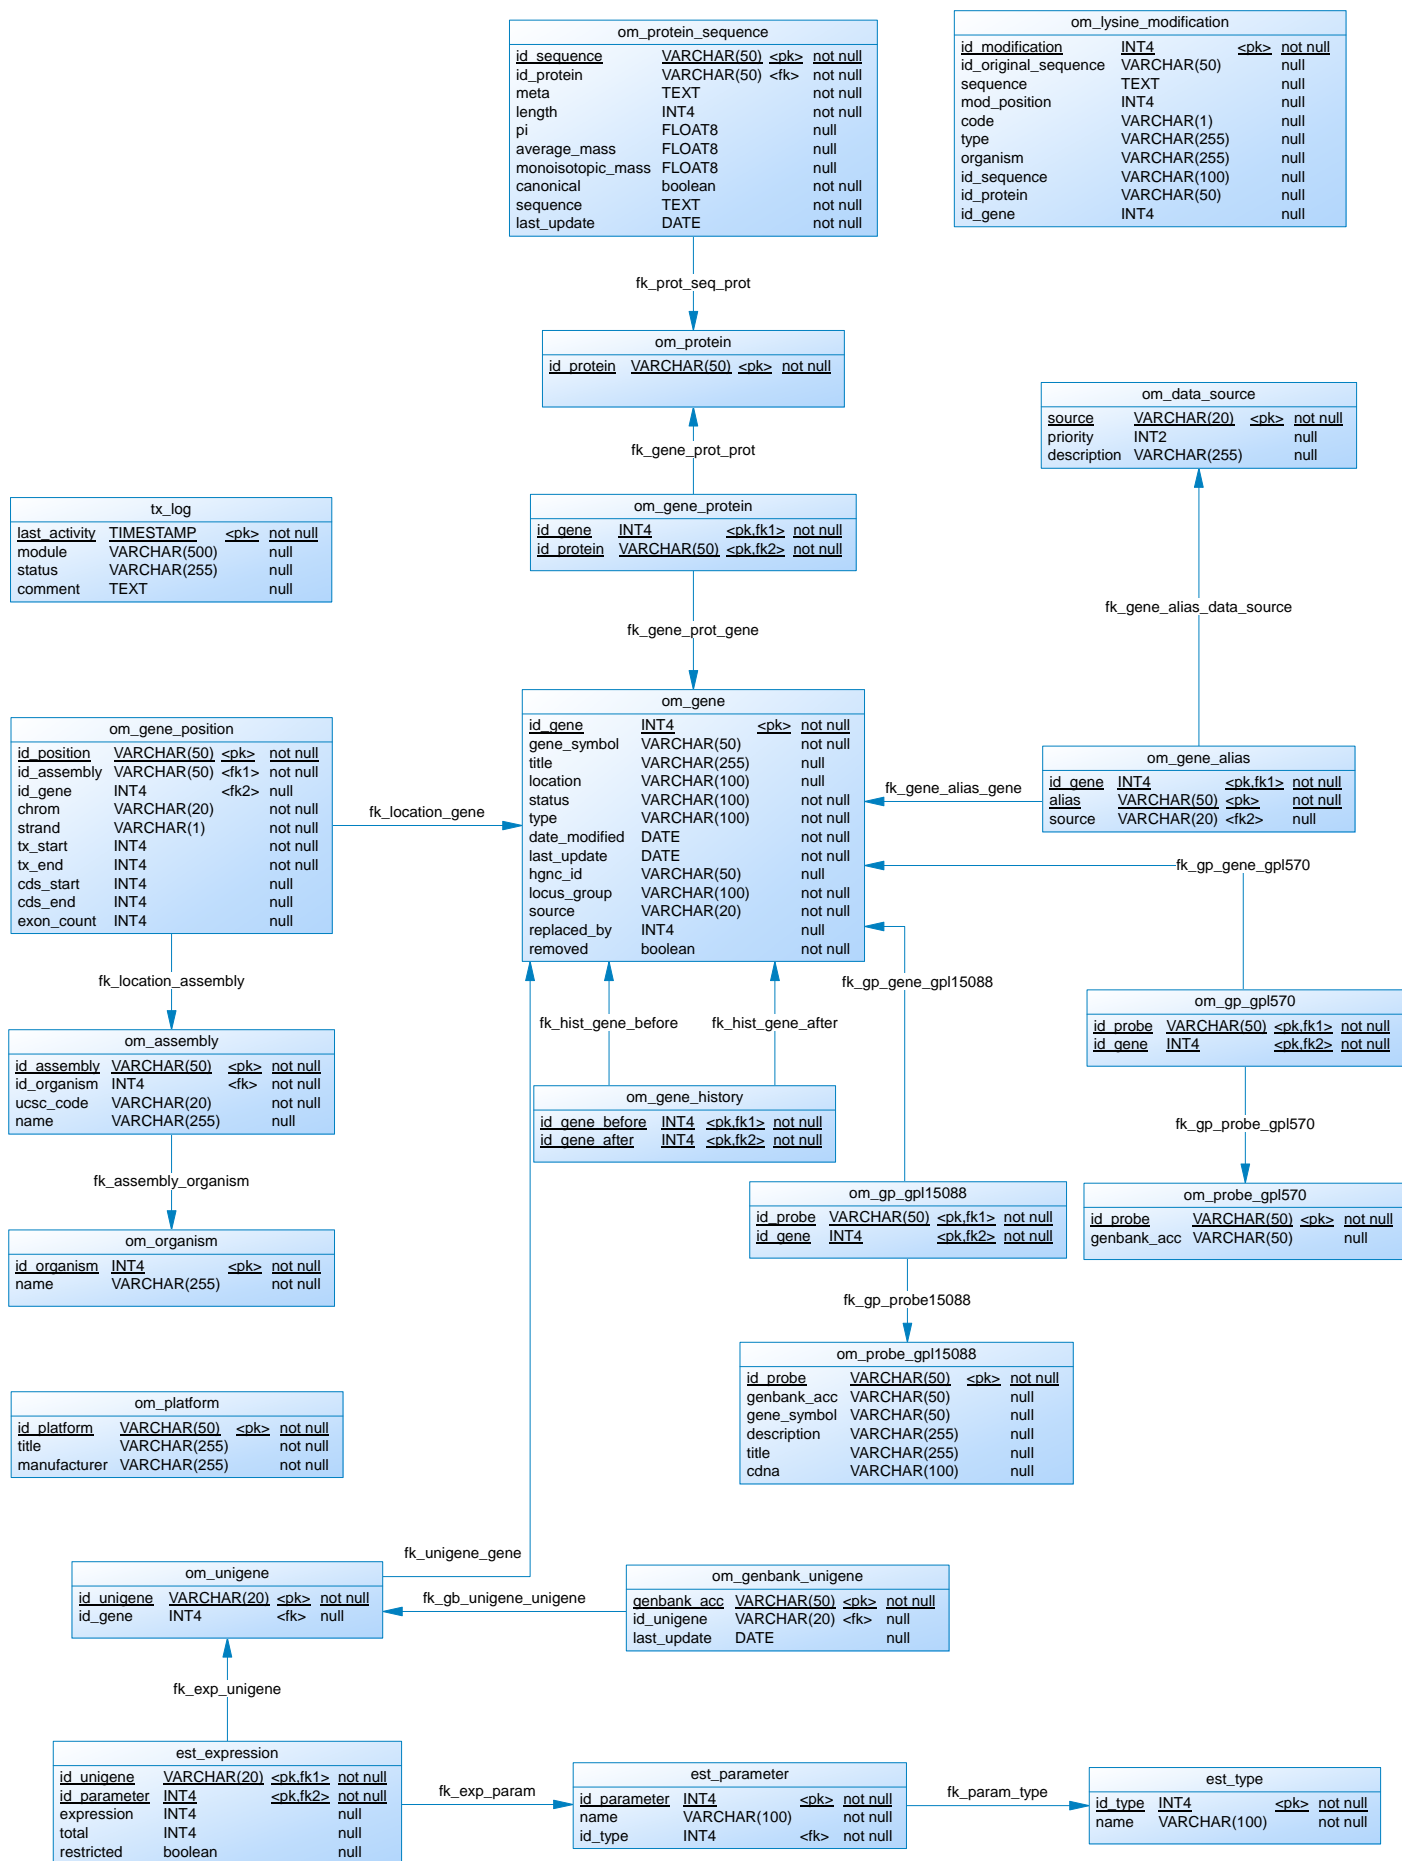 om_protein_sequence
id_sequence VARCHAR(50) <pk> not null
id_protein VARCHAR(50) <fk> not null
meta TEXT not null
length INT4 not null
pi FLOAT8 null
average_mass FLOAT8 null
monoisotopic_mass FLOAT8 null
canonical boolean not null
sequence TEXT not null
last_update DATE not null
om_lysine_modification
id_modification INT4 <pk> not null
id_original_sequence VARCHAR(50) null
sequence TEXT null
mod_position INT4 null
code VARCHAR(1) null
type VARCHAR(255) null
organism VARCHAR(255) null
id_sequence VARCHAR(100) null
id_protein VARCHAR(50) null
id_gene INT4 null
fk_prot_seq_prot
om_protein
id_protein VARCHAR(50) <pk> not null
om_data_source
source VARCHAR(20) <pk> not null
priority INT2 null
description VARCHAR(255) null
fk_gene_prot_prot
tx_log
last_activity TIMESTAMP <pk> not null
module VARCHAR(500) null
status VARCHAR(255) null
comment TEXT null
om_gene_protein
id_gene INT4 <pk,fk1> not null
id_protein VARCHAR(50) <pk,fk2> not null
fk_gene_alias_data_source
fk_gene_prot_gene
om_gene_position
id_position VARCHAR(50) <pk> not null
id_assembly VARCHAR(50) <fk1> not null
id_gene INT4 <fk2> null
chrom VARCHAR(20) not null
strand VARCHAR(1) not null
tx_start INT4 not null
tx_end INT4 not null
cds_start INT4 null
cds_end INT4 null
exon_count INT4 null
fk_location_gene
om_gene
id_gene INT4 <pk> not null
gene_symbol VARCHAR(50) not null
title VARCHAR(255) null
location VARCHAR(100) null
status VARCHAR(100) not null
type VARCHAR(100) not null
date_modified DATE not null
last_update DATE not null
hgnc_id VARCHAR(50) null
locus_group VARCHAR(100) not null
source VARCHAR(20) not null
replaced_by INT4 null
removed boolean not null
fk_gene_alias_gene
om_gene_alias
id_gene INT4 <pk,fk1> not null
alias VARCHAR(50) <pk> not null
source VARCHAR(20) <fk2> null
fk_gp_gene_gpl570
fk_location_assembly
fk_gp_gene_gpl15088
om_gp_gpl570
id_probe VARCHAR(50) <pk,fk1> not null
id_gene INT4 <pk,fk2> not null
fk_hist_gene_before
fk_hist_gene_after
om_assembly
id_assembly VARCHAR(50) <pk> not null
id_organism INT4 <fk> not null
ucsc_code VARCHAR(20) not null
name VARCHAR(255) null
om_gene_history
id_gene_before INT4 <pk,fk1> not null
id_gene_after INT4 <pk,fk2> not null
fk_gp_probe_gpl570
fk_assembly_organism
om_gp_gpl15088
id_probe VARCHAR(50) <pk,fk1> not null
id_gene INT4 <pk,fk2> not null
om_probe_gpl570
id_probe VARCHAR(50) <pk> not null
genbank_acc VARCHAR(50) null
om_organism
id_organism INT4 <pk> not null
name VARCHAR(255) not null
fk_gp_probe15088
om_probe_gpl15088
id_probe VARCHAR(50) <pk> not null
genbank_acc VARCHAR(50) null
gene_symbol VARCHAR(50) null
description VARCHAR(255) null
title VARCHAR(255) null
cdna VARCHAR(100) null
om_platform
id_platform VARCHAR(50) <pk> not null
title VARCHAR(255) not null
manufacturer VARCHAR(255) not null
fk_unigene_gene
om_unigene
id_unigene VARCHAR(20) <pk> not null
id_gene INT4 <fk> null
fk_gb_unigene_unigene
om_genbank_unigene
genbank_acc VARCHAR(50) <pk> not null
id_unigene VARCHAR(20) <fk> null
last_update DATE null
fk_exp_unigene
est_expression
id_unigene VARCHAR(20) <pk,fk1> not null
id_parameter INT4 <pk,fk2> not null
expression INT4 null
total INT4 null
restricted boolean null
fk_exp_param
est_parameter
id_parameter INT4 <pk> not null
name VARCHAR(100) not null
id_type INT4 <fk> not null
fk_param_type
est_type
id_type INT4 <pk> not null
name VARCHAR(100) not null